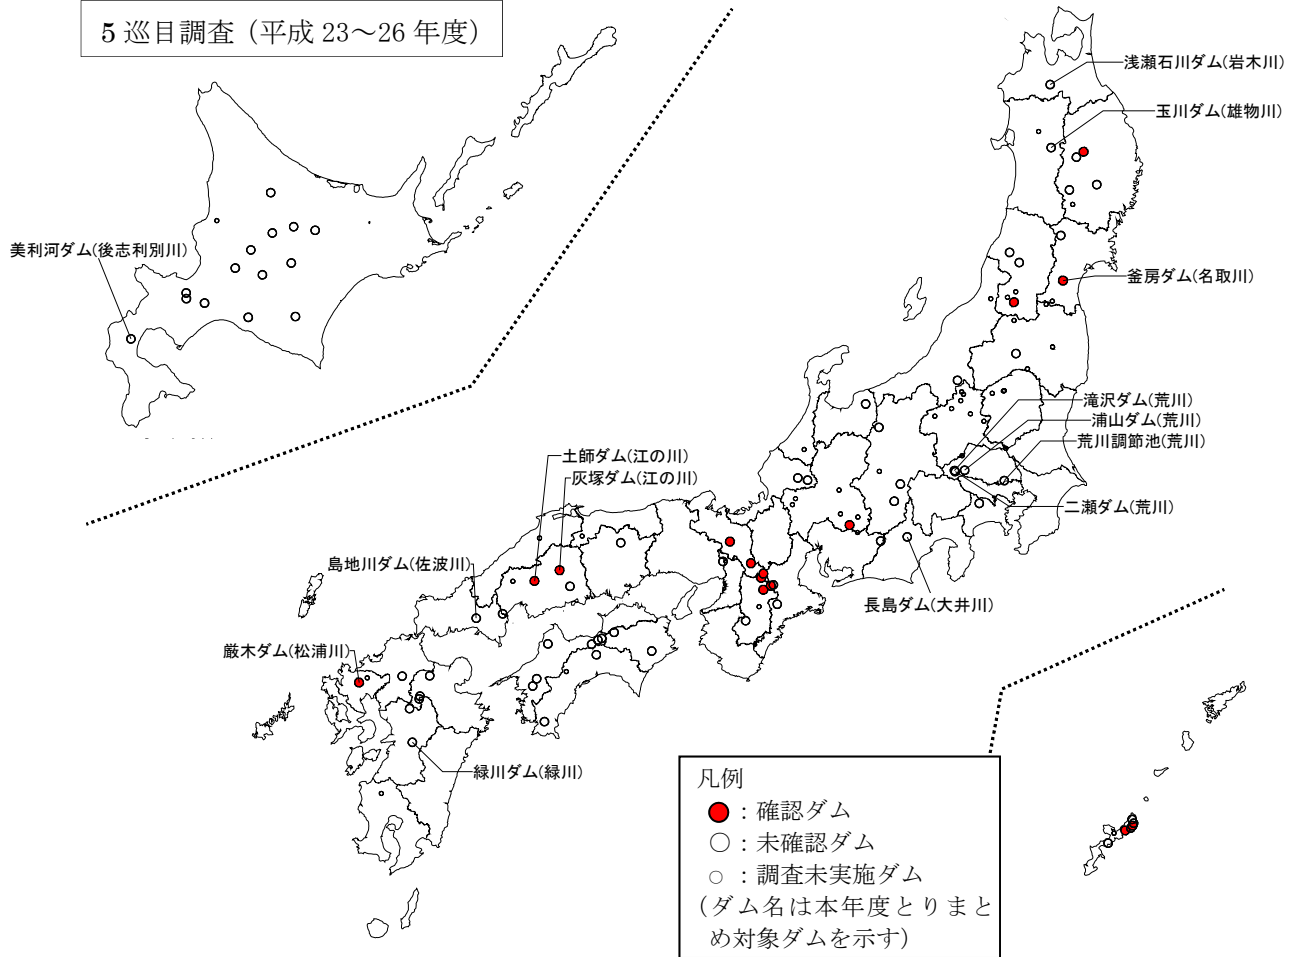 5 巡目調査（平成 23～26 年度）
浅瀬石川ダム(岩木川)
玉川ダム(雄物川)
美利河ダム(後志利別川)
釜房ダム(名取川)
滝沢ダム(荒川)
浦山ダム(荒川)
荒川調節池(荒川)
土師ダム(江の川)
灰塚ダム(江の川)
二瀬ダム(荒川)
島地川ダム(佐波川)
長島ダム(大井川)
厳木ダム(松浦川)
緑川ダム(緑川)
凡例
：確認ダム
○：未確認ダム
○：調査未実施ダム
(ダム名は本年度とりまと
め対象ダムを示す)